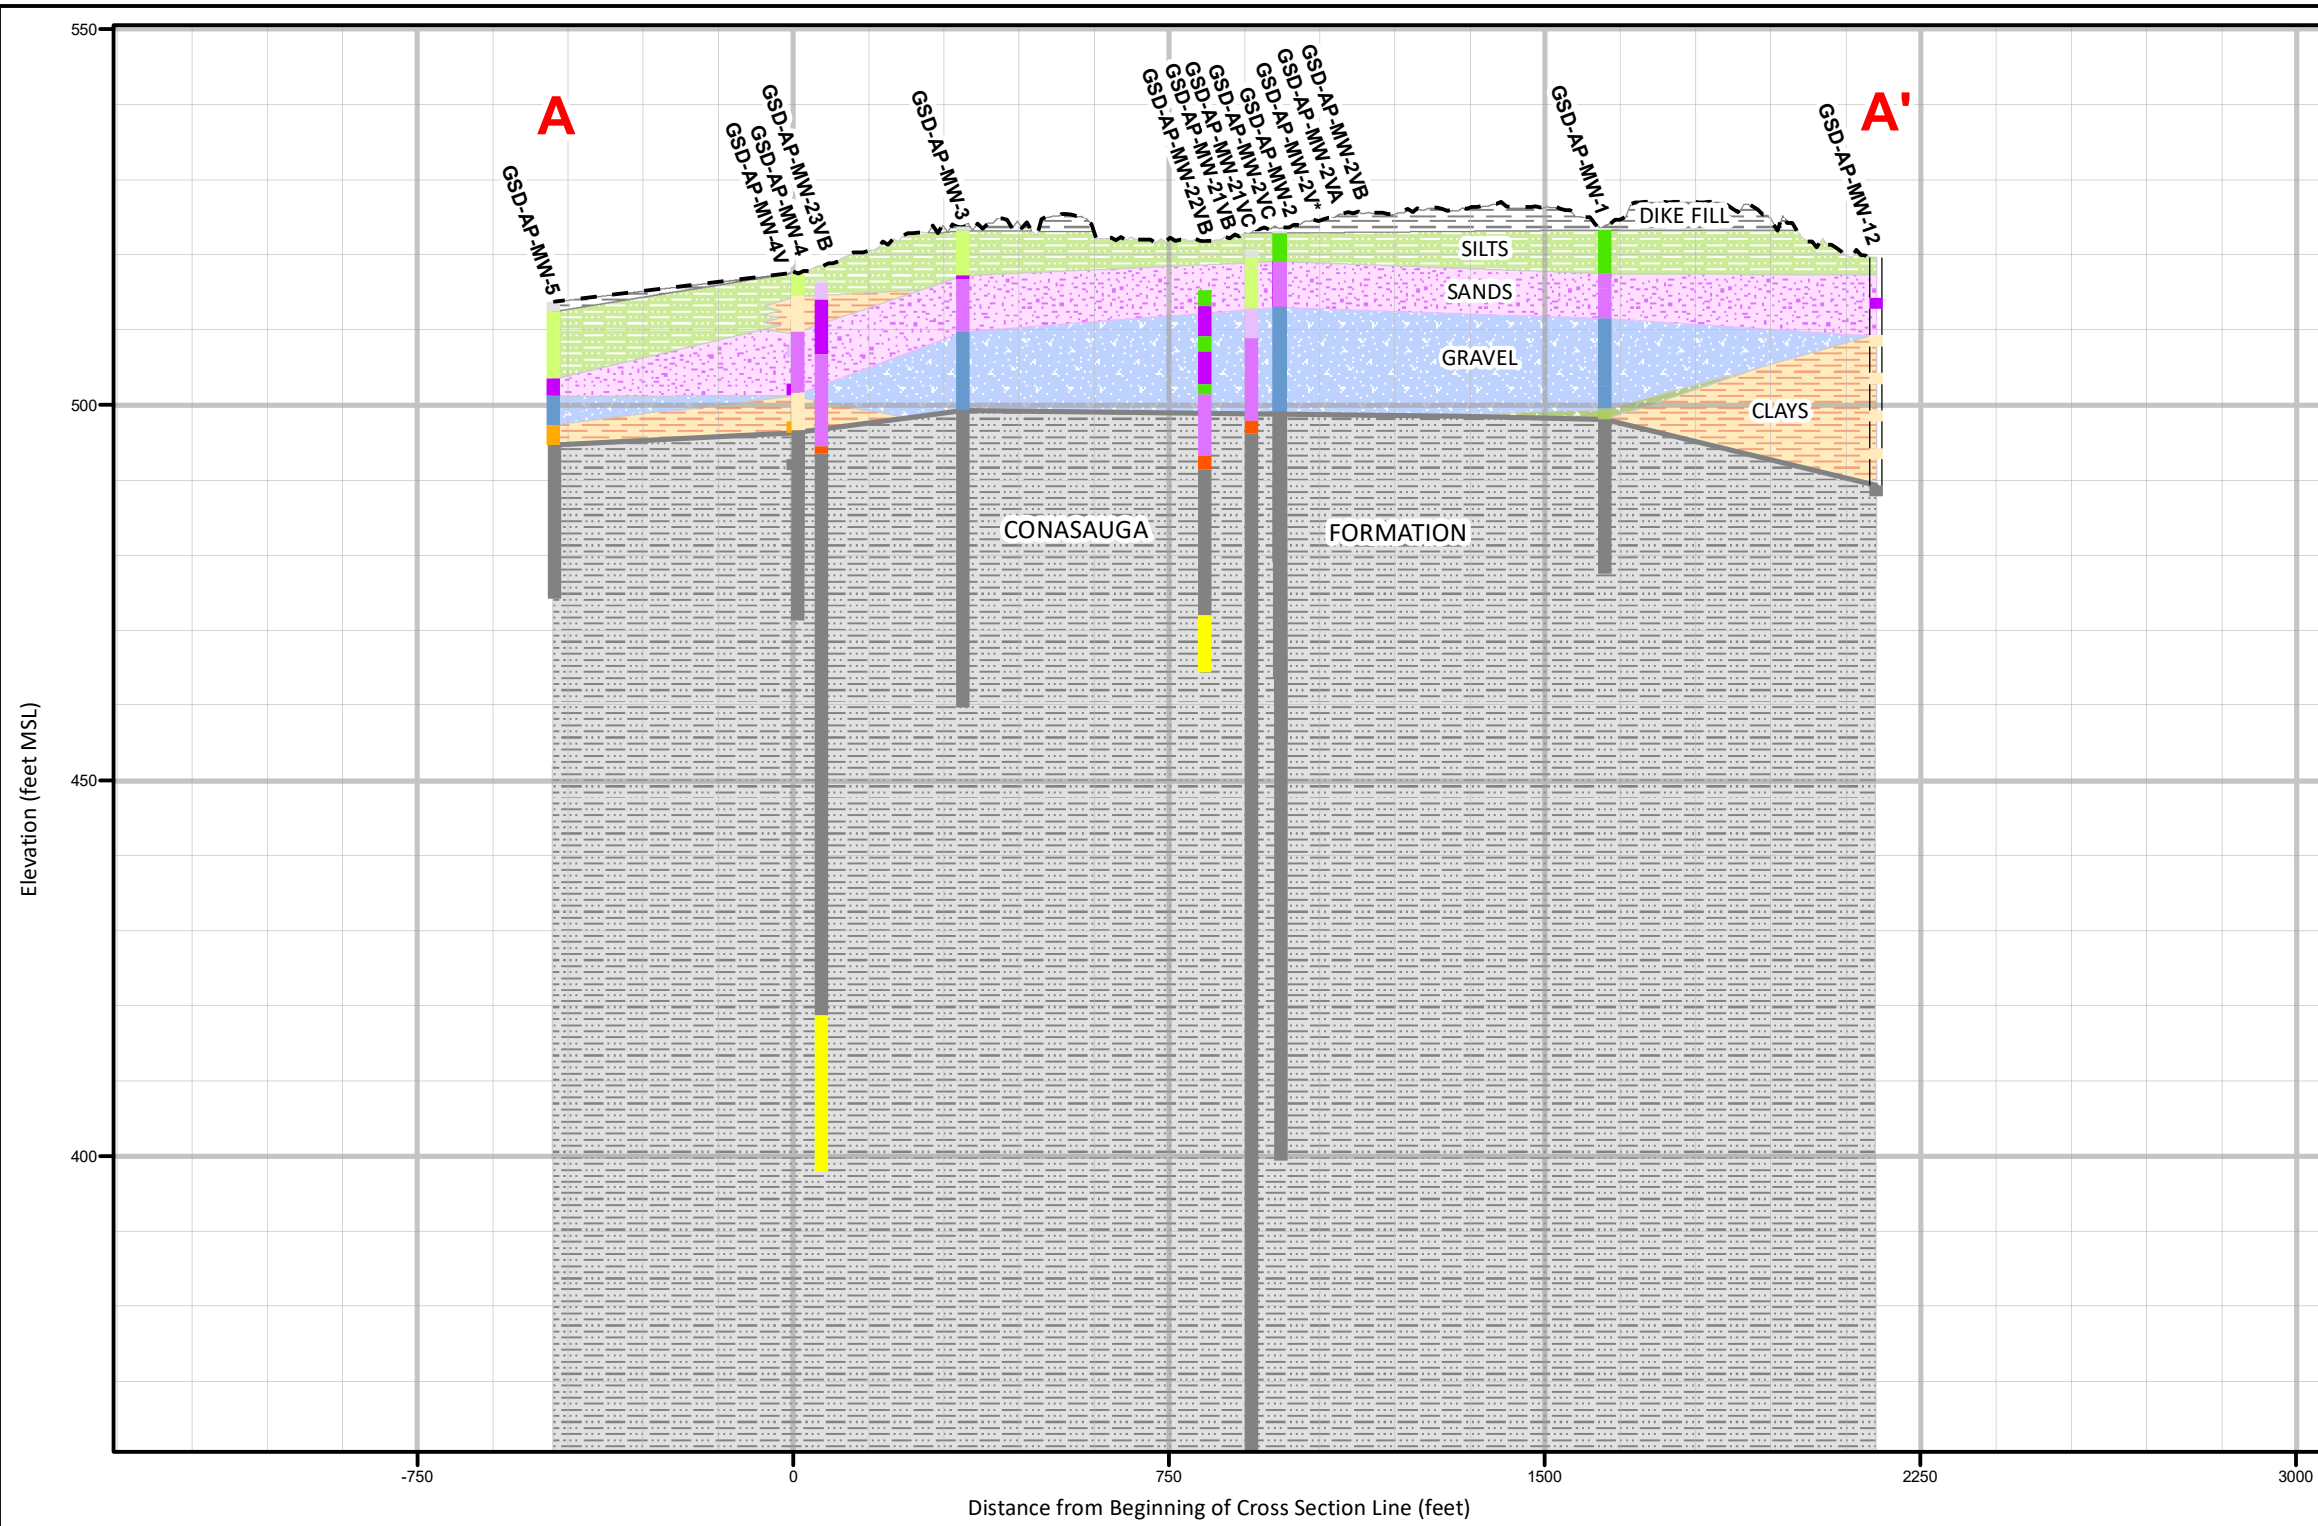 550
500
450
400
Elevation (feet MSL)
A
A'
GSD-AP-MW-5
GSD-AP-MW-4V
GSD-AP-MW-4
GSD-AP-MW-23VB
GSD-AP-MW-3
GSD-AP-MW-22VB
GSD-AP-MW-21VB
GSD-AP-MW-21VC
GSD-AP-MW-2VC
GSD-AP-MW-2
GSD-AP-MW-2V*
GSD-AP-MW-2VA
GSD-AP-MW-2VB
GSD-AP-MW-1
GSD-AP-MW-12
DIKE FILL
SILTS
SANDS
GRAVEL
CLAYS
CONASAUGA FORMATION
-750
0
750
1500
2250
3000
Distance from Beginning of Cross Section Line (feet)